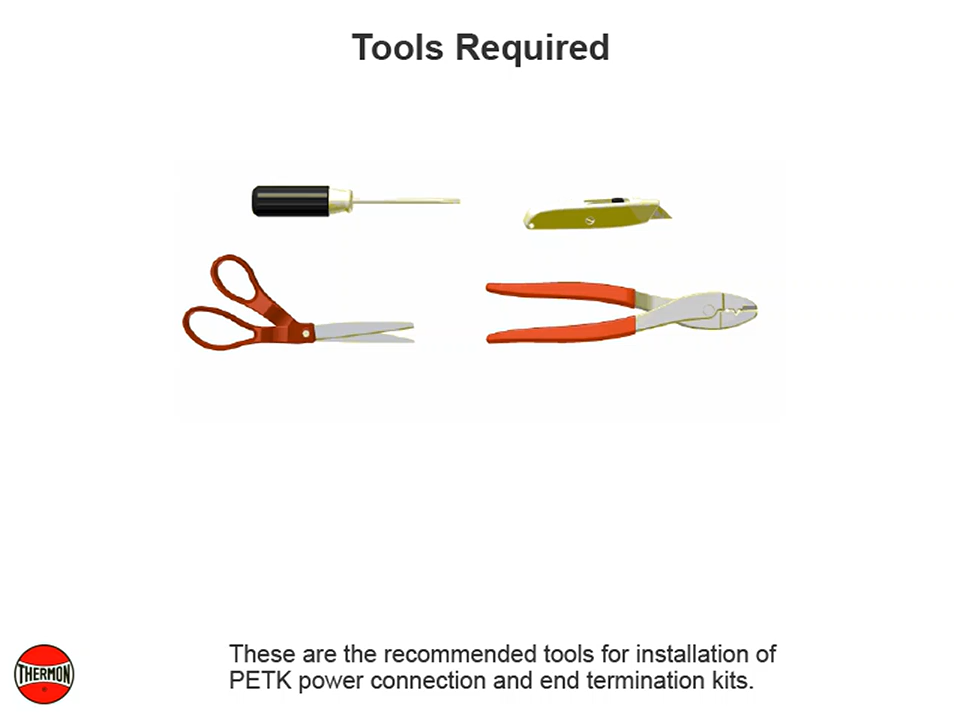 Tools Required
These are the recommended tools for installation of
PETK power connection and end termination kits.
THERMON
®